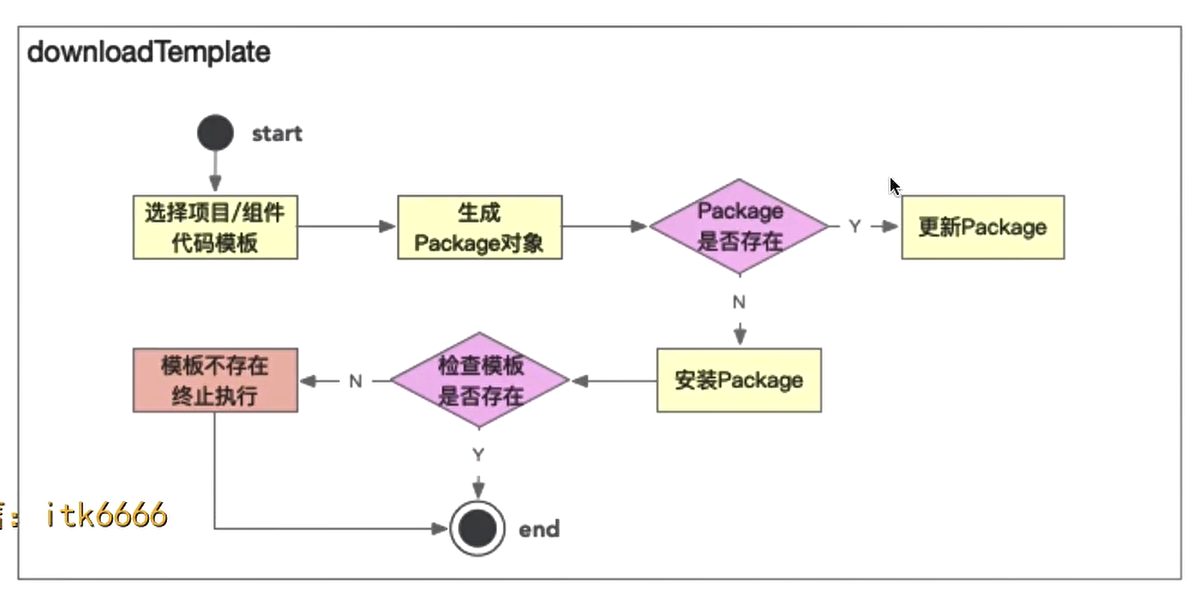 downloadTemplate
start
选择项目/组件
代码模板
生成
Package对象
Package
是否存在
Y
更新Package
N
模板不存在
终止执行
N
检查模板
是否存在
安装Package
Y
: itk6666
end